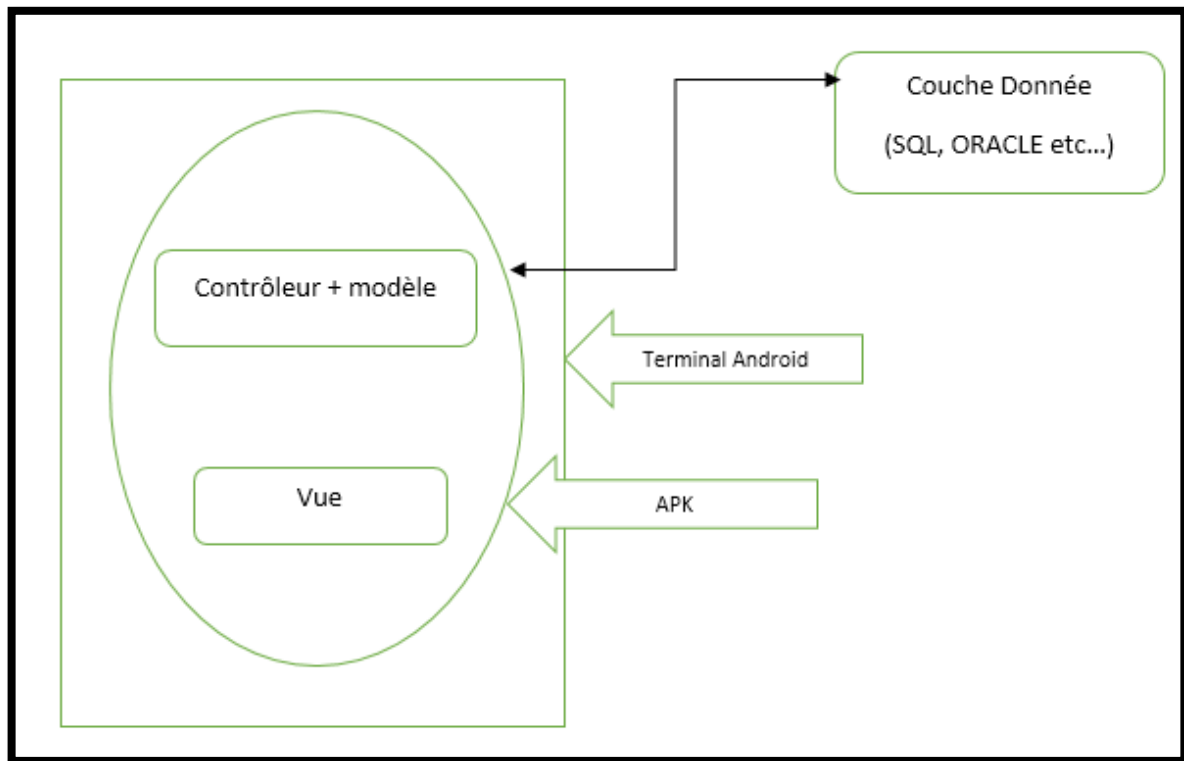 Couche Donnée
(SQL, ORACLE etc...)
Contrôleur + modèle
Terminal Android
Vue
APK